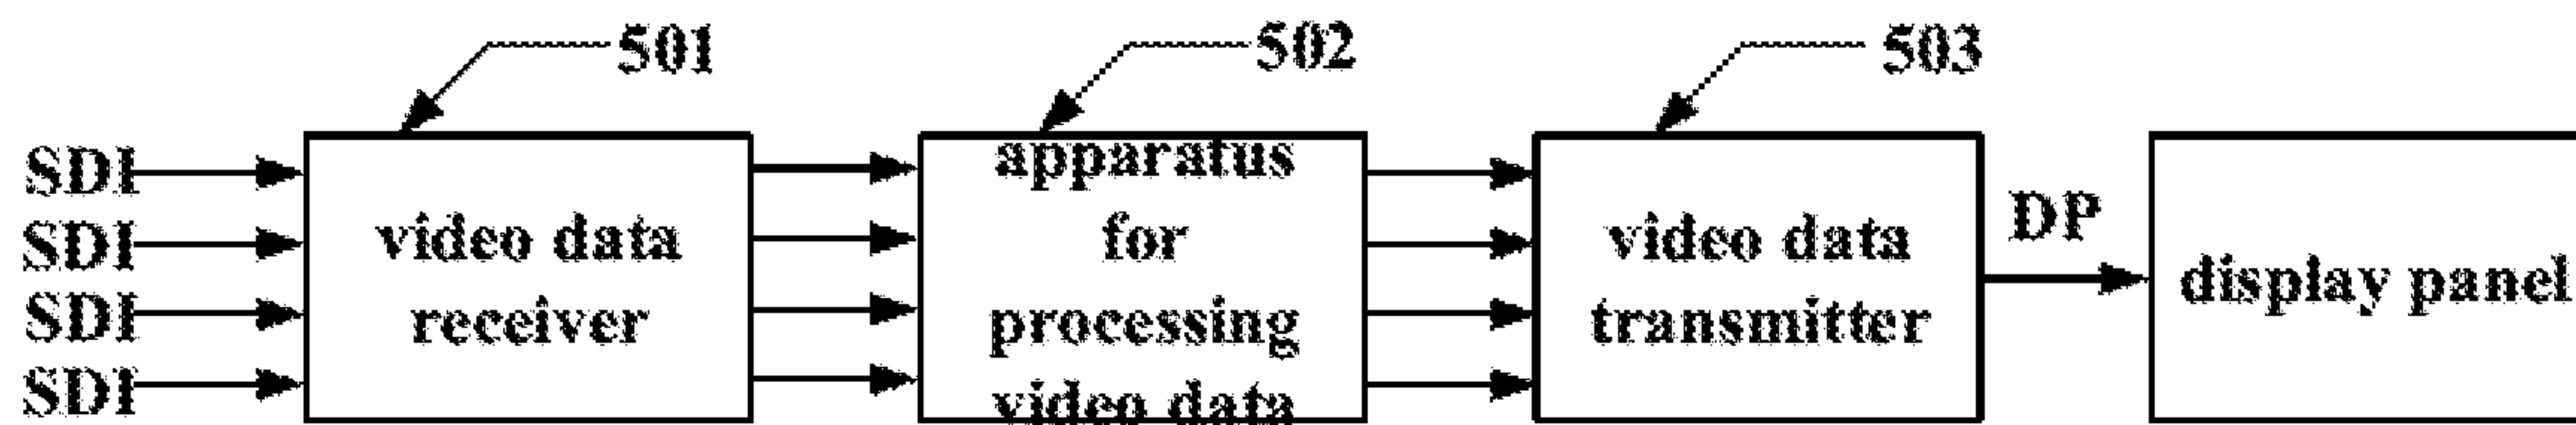 501
502
503
SDI
SDI
SDI
SDI
video data
receiver
apparatus
for
processing
video data
video data
transmitter
DP
display panel